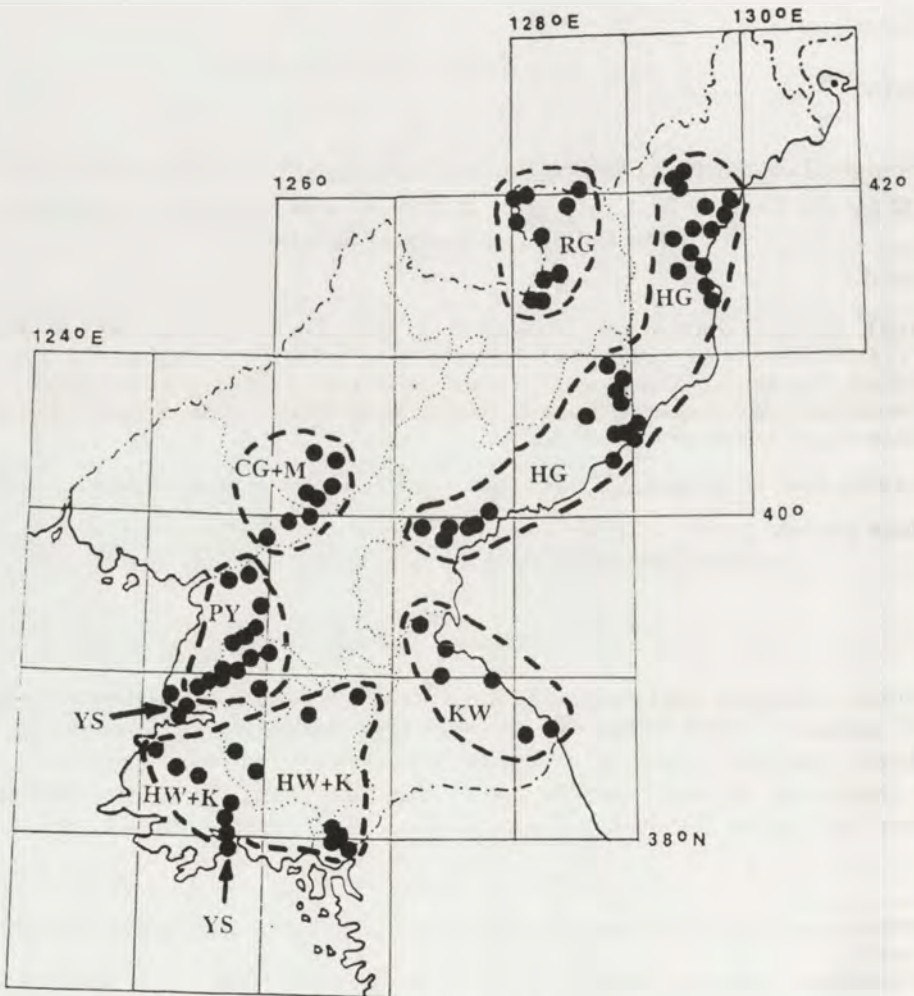 128°E
130°E
126°
42°
RG
HG
124°E
CG+M
HG
40°
PY
YS
KW
HW+K
HW+K
38°N
YS